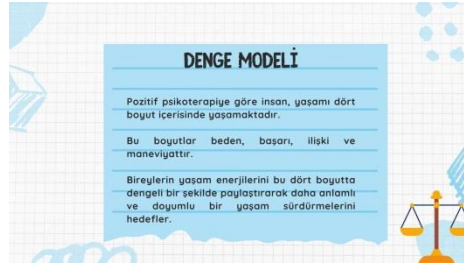 DENGE MODELİ
Pozitif psikoterapiye göre insan, yaşamı dört
boyut içerisinde yaşamaktadır.
Bu boyutlar beden, başarı, ilişki ve
maneviyattır.
Bireylerin yaşam enerjilerini bu dört boyutta
dengeli bir şekilde paylaştırarak daha anlamlı
ve doyumlu bir yaşam sürdürmelerini
hedefler.